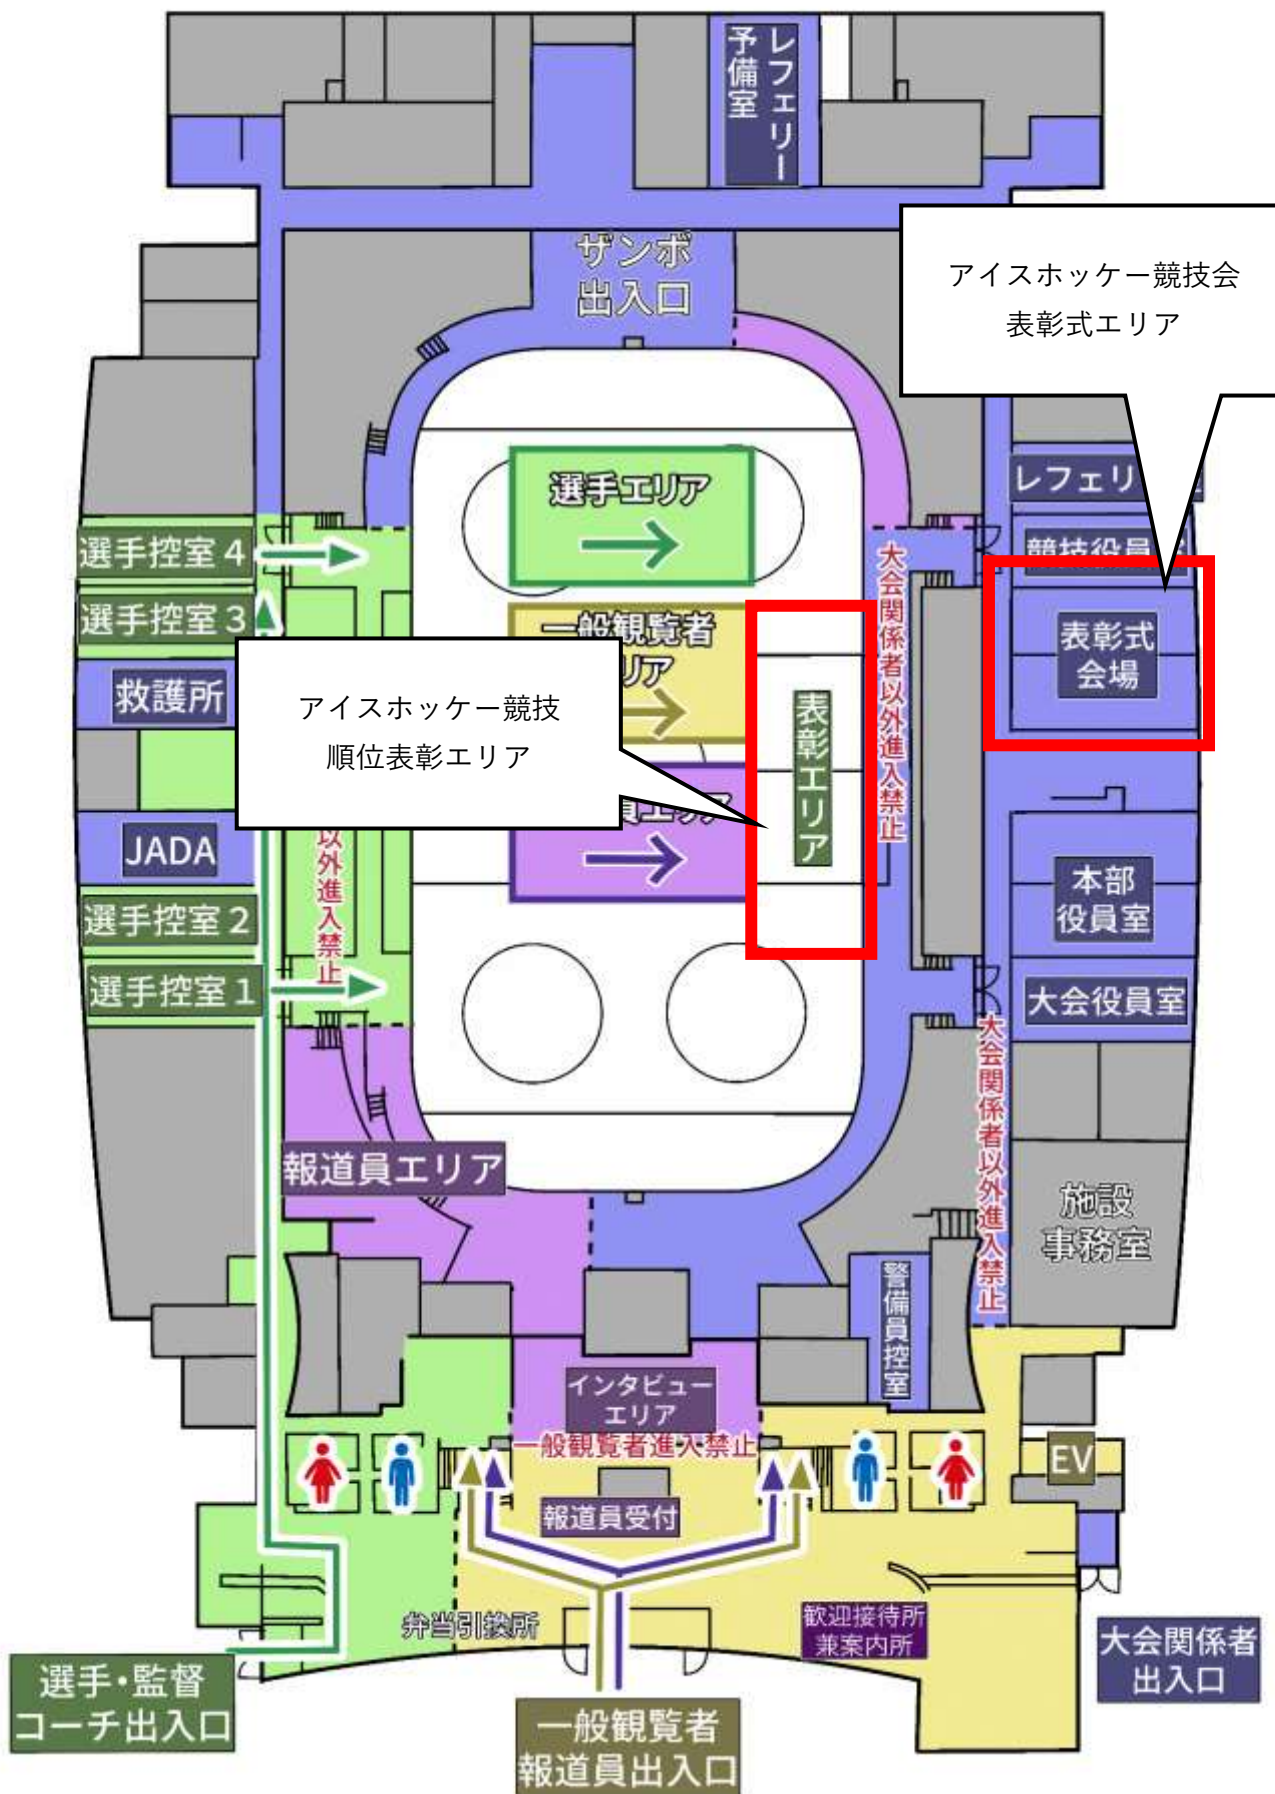 レフェリー
予備室
ザンボ
出入口
アイスホッケー競技会
表彰式エリア
選手エリア
レフェリ
選手控室４
競技役員
大会関係者以外進入禁止
選手控室３
一般観覧者
リア
表彰式
会場
救護所
アイスホッケー競技
順位表彰エリア
表彰エリア
員エリア
以外進入禁止
JADA
本部
役員室
選手控室２
選手控室１
大会役員室
大会関係者以外進入禁止
報道員エリア
施設
事務室
警備員控室
インタビュー
エリア
一般観覧者進入禁止
EV
報道員受付
弁当引換所
歓迎接待所
兼案内所
大会関係者
出入口
選手・監督
コーチ出入口
一般観覧者
報道員出入口